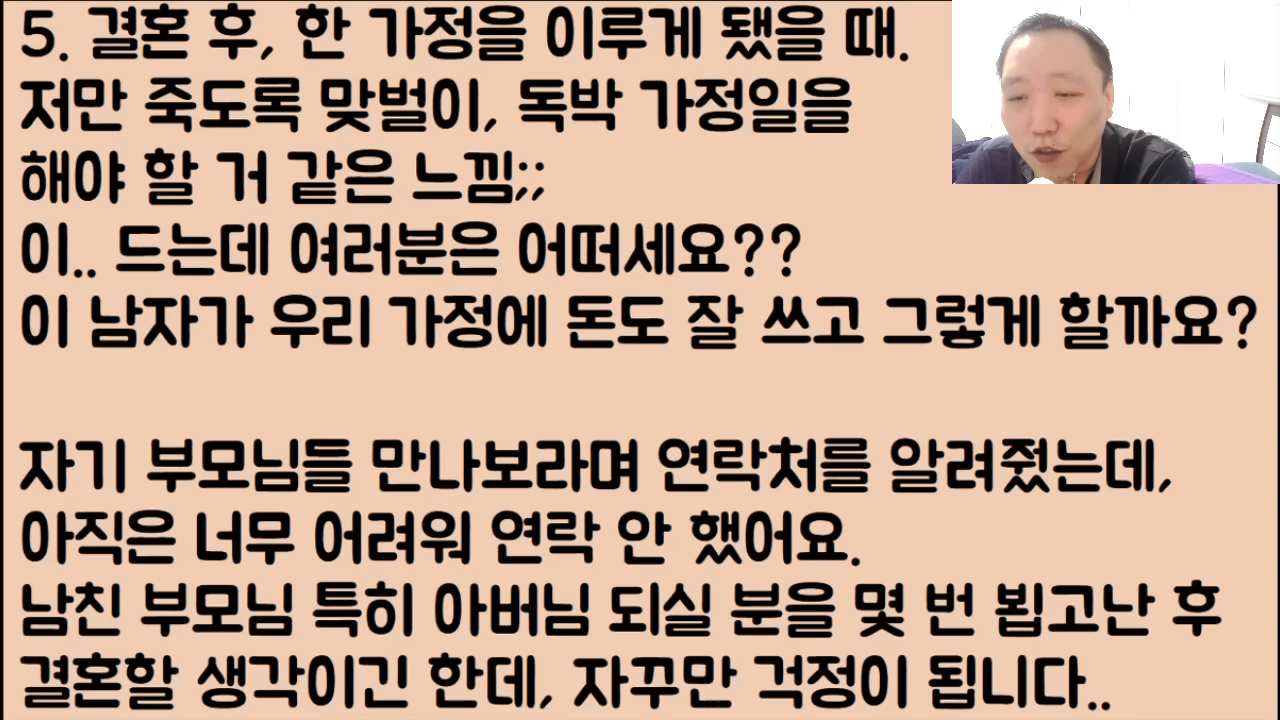 5. 결혼 후, 한 가정을 이루게 됐을 때.
저만 죽도록 맞벌이, 독박 가정일을
해야 할 거 같은 느낌;;
이.. 드는데 여러분은 어떠세요??
이 남자가 우리 가정에 돈도 잘 쓰고 그렇게 할까요?
자기 부모님들 만나보라며 연락처를 알려줬는데,
아직은 너무 어려워 연락 안 했어요.
남친 부모님 특히 아버님 되실 분을 몇 번 뵙고난 후
결혼할 생각이긴 한데, 자꾸만 걱정이 됩니다..